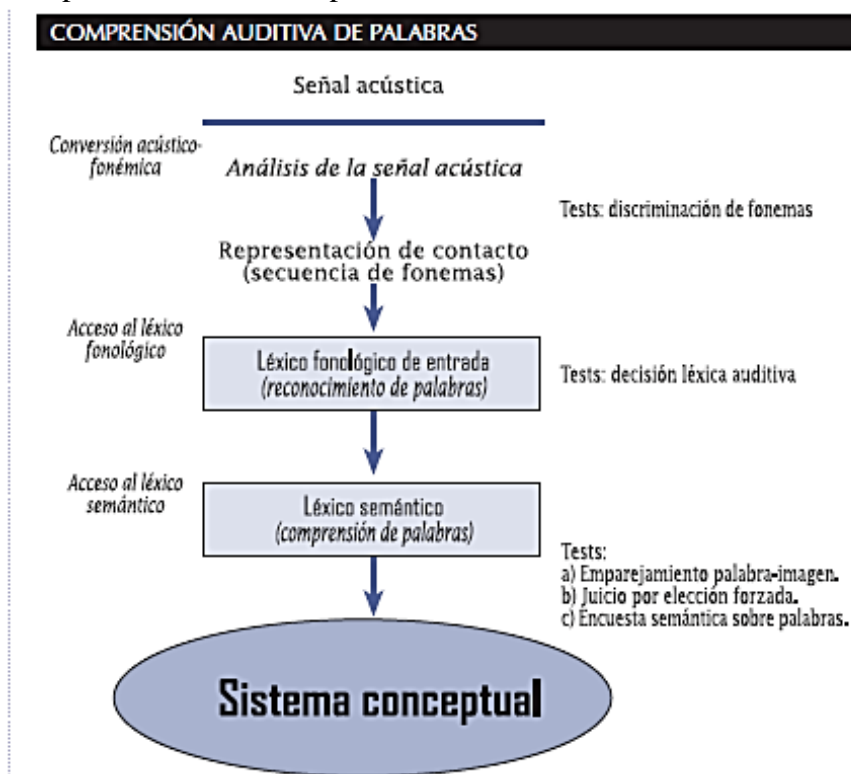 COMPRENSIÓN AUDITIVA DE PALABRAS
Señal acústica
Conversión acústico-
fonémica
Análisis de la señal acústica
Tests: discriminación de fonemas
Representación de contacto
(secuencia de fonemas)
Acceso al léxico
fonológico
Léxico fonológico de entrada
(reconocimiento de palabras)
Tests: decisión léxica auditiva
Acceso al léxico
semántico
Léxico semántico
(comprensión de palabras)
Tests:
a) Emparejamiento palabra-imagen.
b) Juicio por elección forzada.
c) Encuesta semántica sobre palabras.
Sistema conceptual